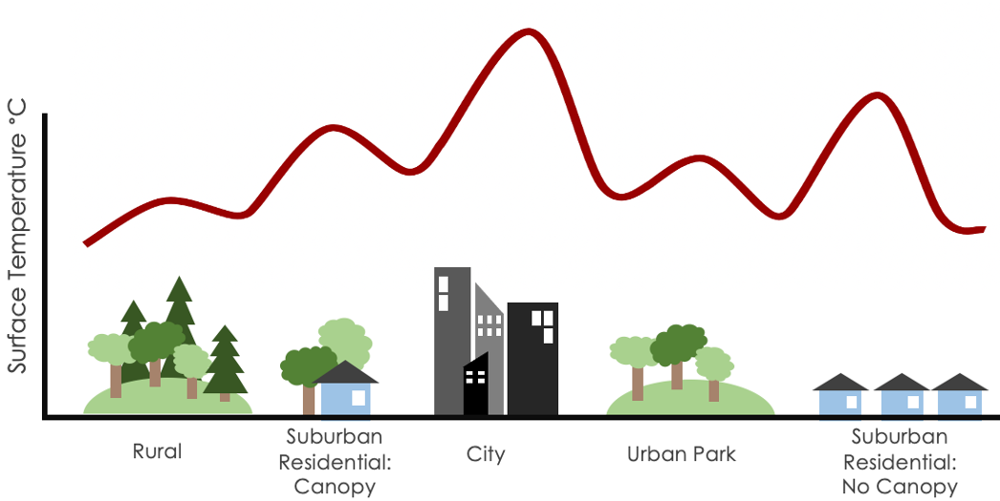 Surface Temperature °C
Rural
Suburban
Residential:
Canopy
City
Urban Park
Suburban
Residential:
No Canopy